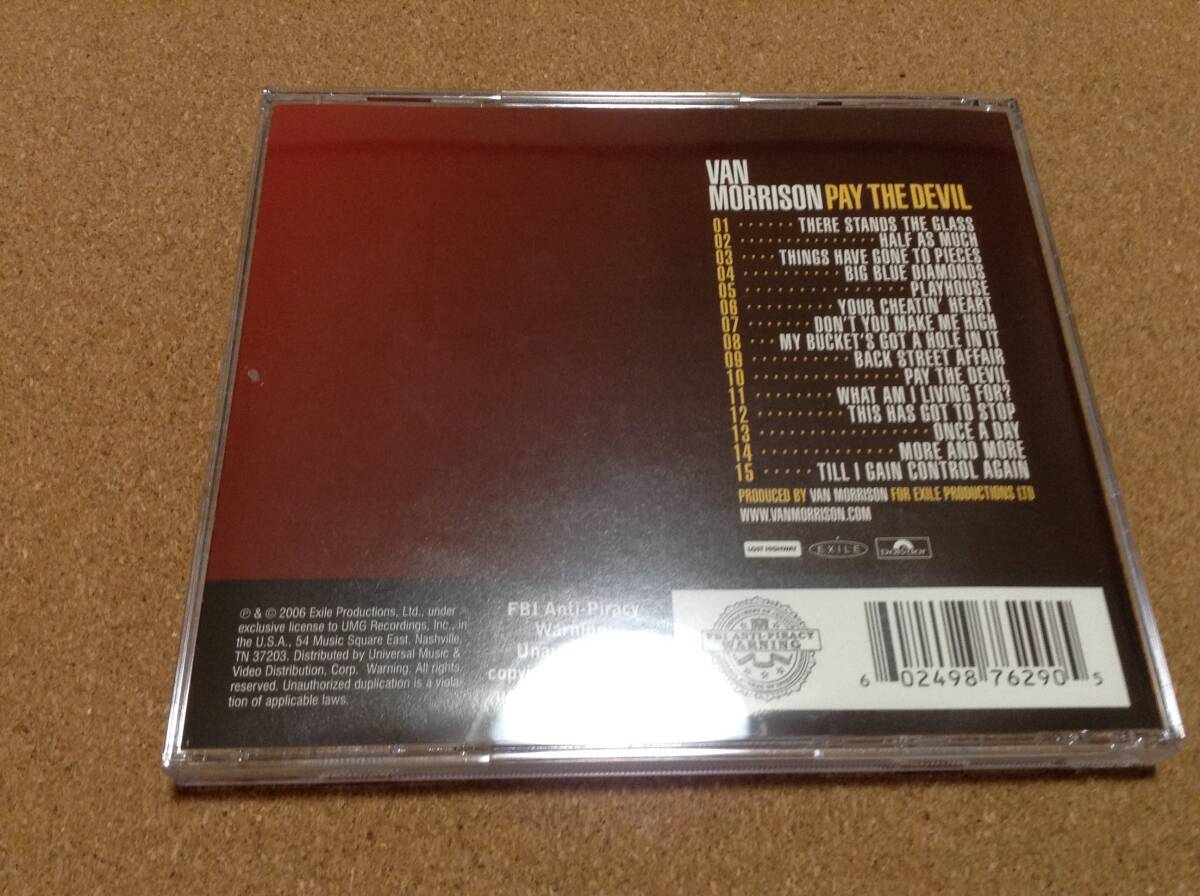 VAN
MORRISON PAY THE DEVIL
01 THERE STANDS THE GLASS
02 HALF AS MUCH
03 THINGS HAVE GONE TO PIECES
04 BIG BLUE DIAMONDS
05 PLAYHOUSE
06 YOUR CHEATIN' HEART
07 DON'T YOU MAKE ME HIGH
08 MY BUCKET'S GOT A HOLE IN IT
09 BACK STREET AFFAIR
10 PAY THE DEVIL
11 WHAT AM I LIVING FOR?
12 THIS HAS GOT TO STOP
13 ONCE A DAY
14 MORE AND MORE
15 TILL I GAIN CONTROL AGAIN
PRODUCED BY VAN MORRISON FOR EXILE PRODUCTIONS LTD
WWW.VANMORRISON.COM
LOST HIGHWAY EXILE Polydor
℗ & © 2006 Exile Productions, Ltd., under
exclusive license to UMG Recordings, Inc., in
the U.S.A., 54 Music Square East, Nashville,
TN 37203. Distributed by Universal Music &
Video Distribution, Corp. Warning: All rights
reserved. Unauthorized duplication is a viola-
tion of applicable laws.
FBI Anti-Piracy
Warning
FBI ANTI-PIRACY
WARNING
6 02498 76290 5